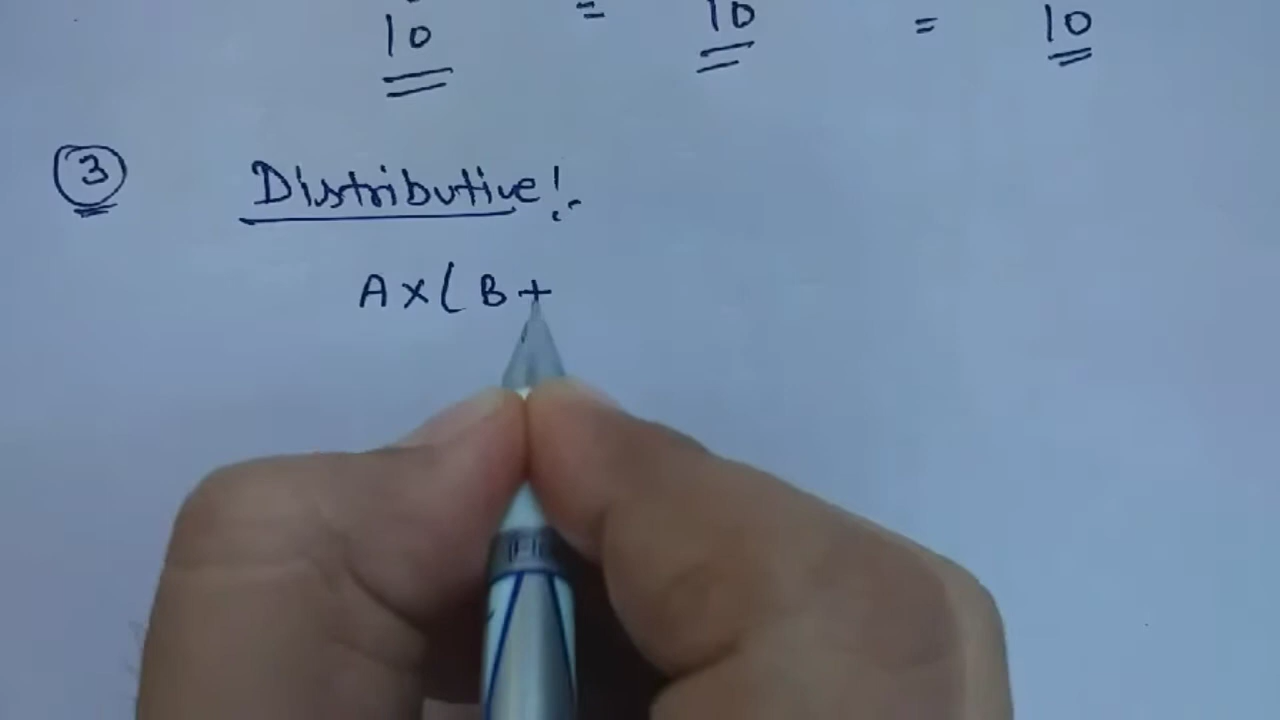 10 = 10 = 10
3 Distributive:-
A x ( B +